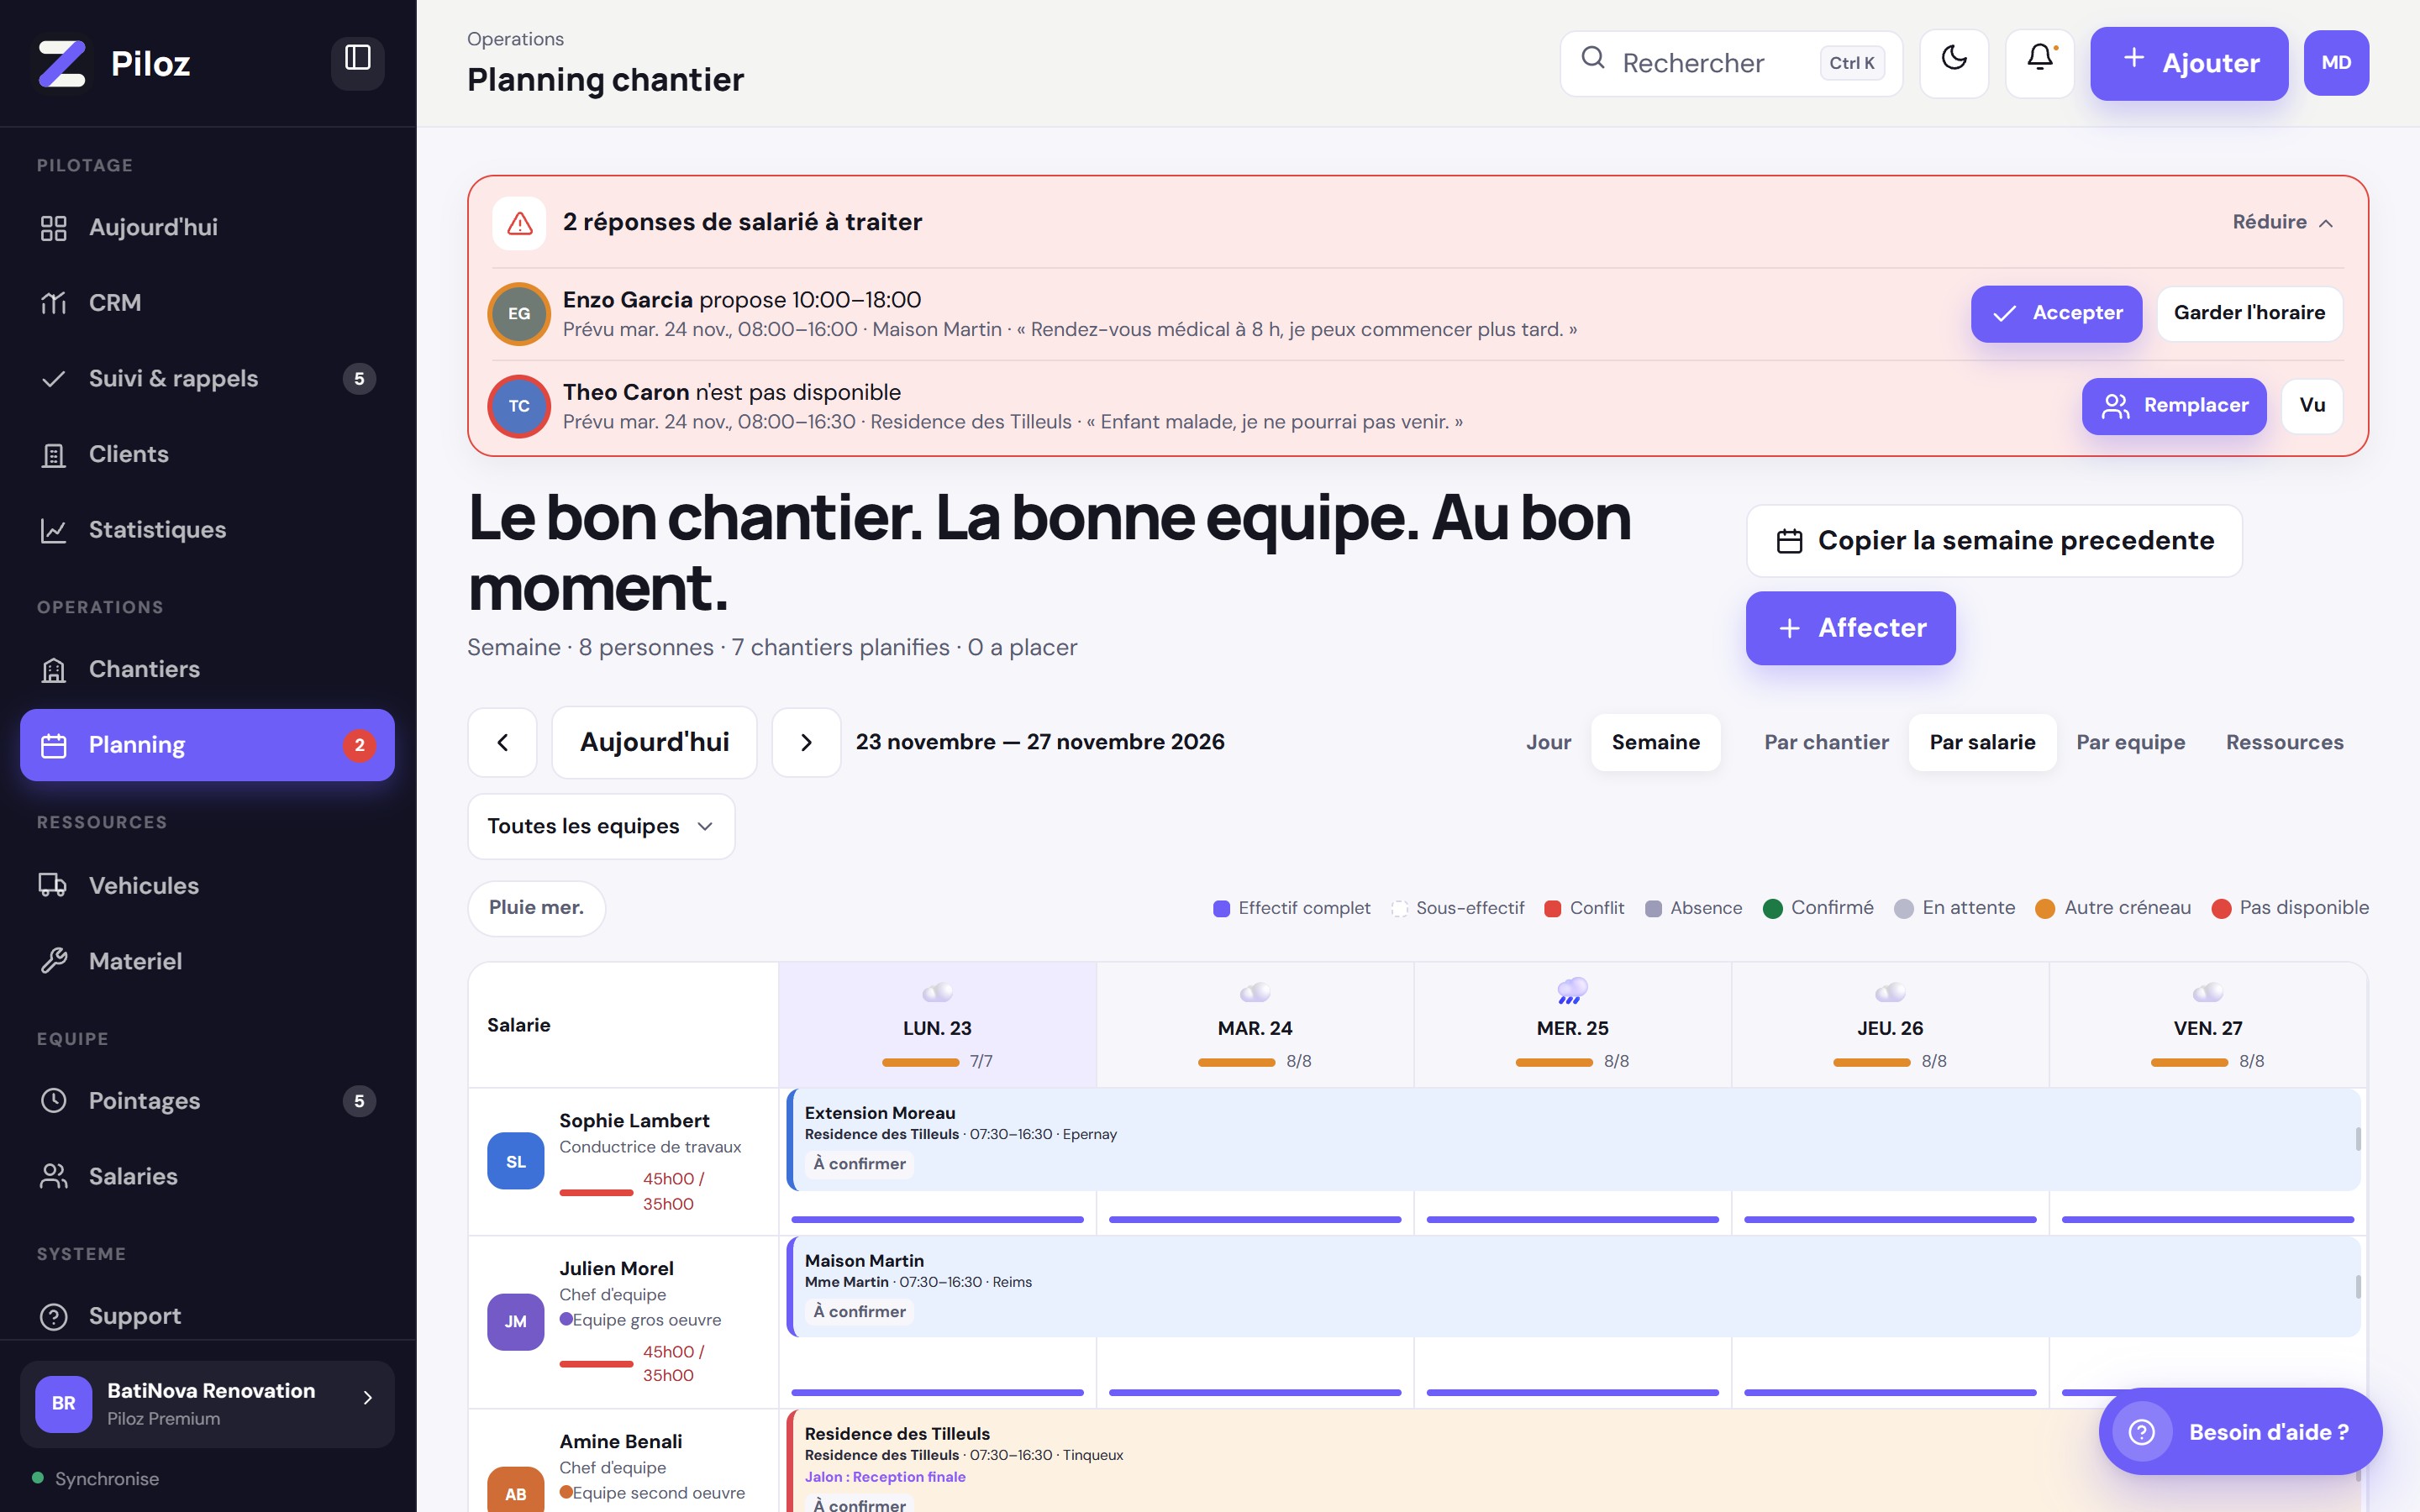 Piloz
PILOTAGE
Aujourd'hui
CRM
Suivi & rappels 5
Clients
Statistiques
OPERATIONS
Chantiers
Planning 2
RESSOURCES
Vehicules
Materiel
EQUIPE
Pointages 5
Salaries
SYSTEME
Support
BR BatiNova Renovation
Piloz Premium
Synchronise
Operations
Planning chantier
Rechercher Ctrl K
Ajouter
MD
2 réponses de salarié à traiter
Réduire
EG Enzo Garcia propose 10:00–18:00
Prévu mar. 24 nov., 08:00–16:00 · Maison Martin · « Rendez-vous médical à 8 h, je peux commencer plus tard. »
Accepter Garder l'horaire
TC Theo Caron n'est pas disponible
Prévu mar. 24 nov., 08:00–16:30 · Residence des Tilleuls · « Enfant malade, je ne pourrai pas venir. »
Remplacer Vu
Le bon chantier. La bonne equipe. Au bon
moment.
Semaine · 8 personnes · 7 chantiers planifies · 0 a placer
Copier la semaine precedente
Affecter
Aujourd'hui
23 novembre — 27 novembre 2026
Jour Semaine Par chantier Par salarie Par equipe Ressources
Toutes les equipes
Pluie mer.
Effectif complet Sous-effectif Conflit Absence Confirmé En attente Autre créneau Pas disponible
Salarie
LUN. 23 MAR. 24 MER. 25 JEU. 26 VEN. 27
7/7 8/8 8/8 8/8 8/8
SL Sophie Lambert
Conductrice de travaux
45h00 /
35h00
Extension Moreau
Residence des Tilleuls · 07:30–16:30 · Epernay
À confirmer
JM Julien Morel
Chef d'equipe
Equipe gros oeuvre
45h00 /
35h00
Maison Martin
Mme Martin · 07:30–16:30 · Reims
À confirmer
AB Amine Benali
Chef d'equipe
Equipe second oeuvre
Residence des Tilleuls
Residence des Tilleuls · 07:30–16:30 · Tinqueux
Jalon : Reception finale
À confirmer
Besoin d'aide ?